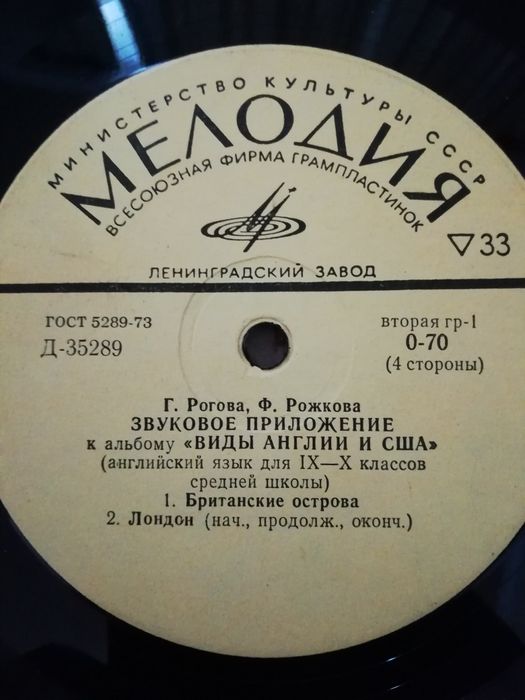 МИНИСТЕРСТВО КУЛЬТУРЫ СССР
МЕЛОДИЯ
ВСЕСОЮЗНАЯ ФИРМА ГРАМПЛАСТИНОК
▽33
ЛЕНИНГРАДСКИЙ ЗАВОД
ГОСТ 5289-73
Д-35289
вторая гр-1
0-70
(4 стороны)
Г. Рогова, Ф. Рожкова
ЗВУКОВОЕ ПРИЛОЖЕНИЕ
к альбому «ВИДЫ АНГЛИИ И США»
(английский язык для IX—X классов
средней школы)
1. Британские острова
2. Лондон (нач., продолж., оконч.)